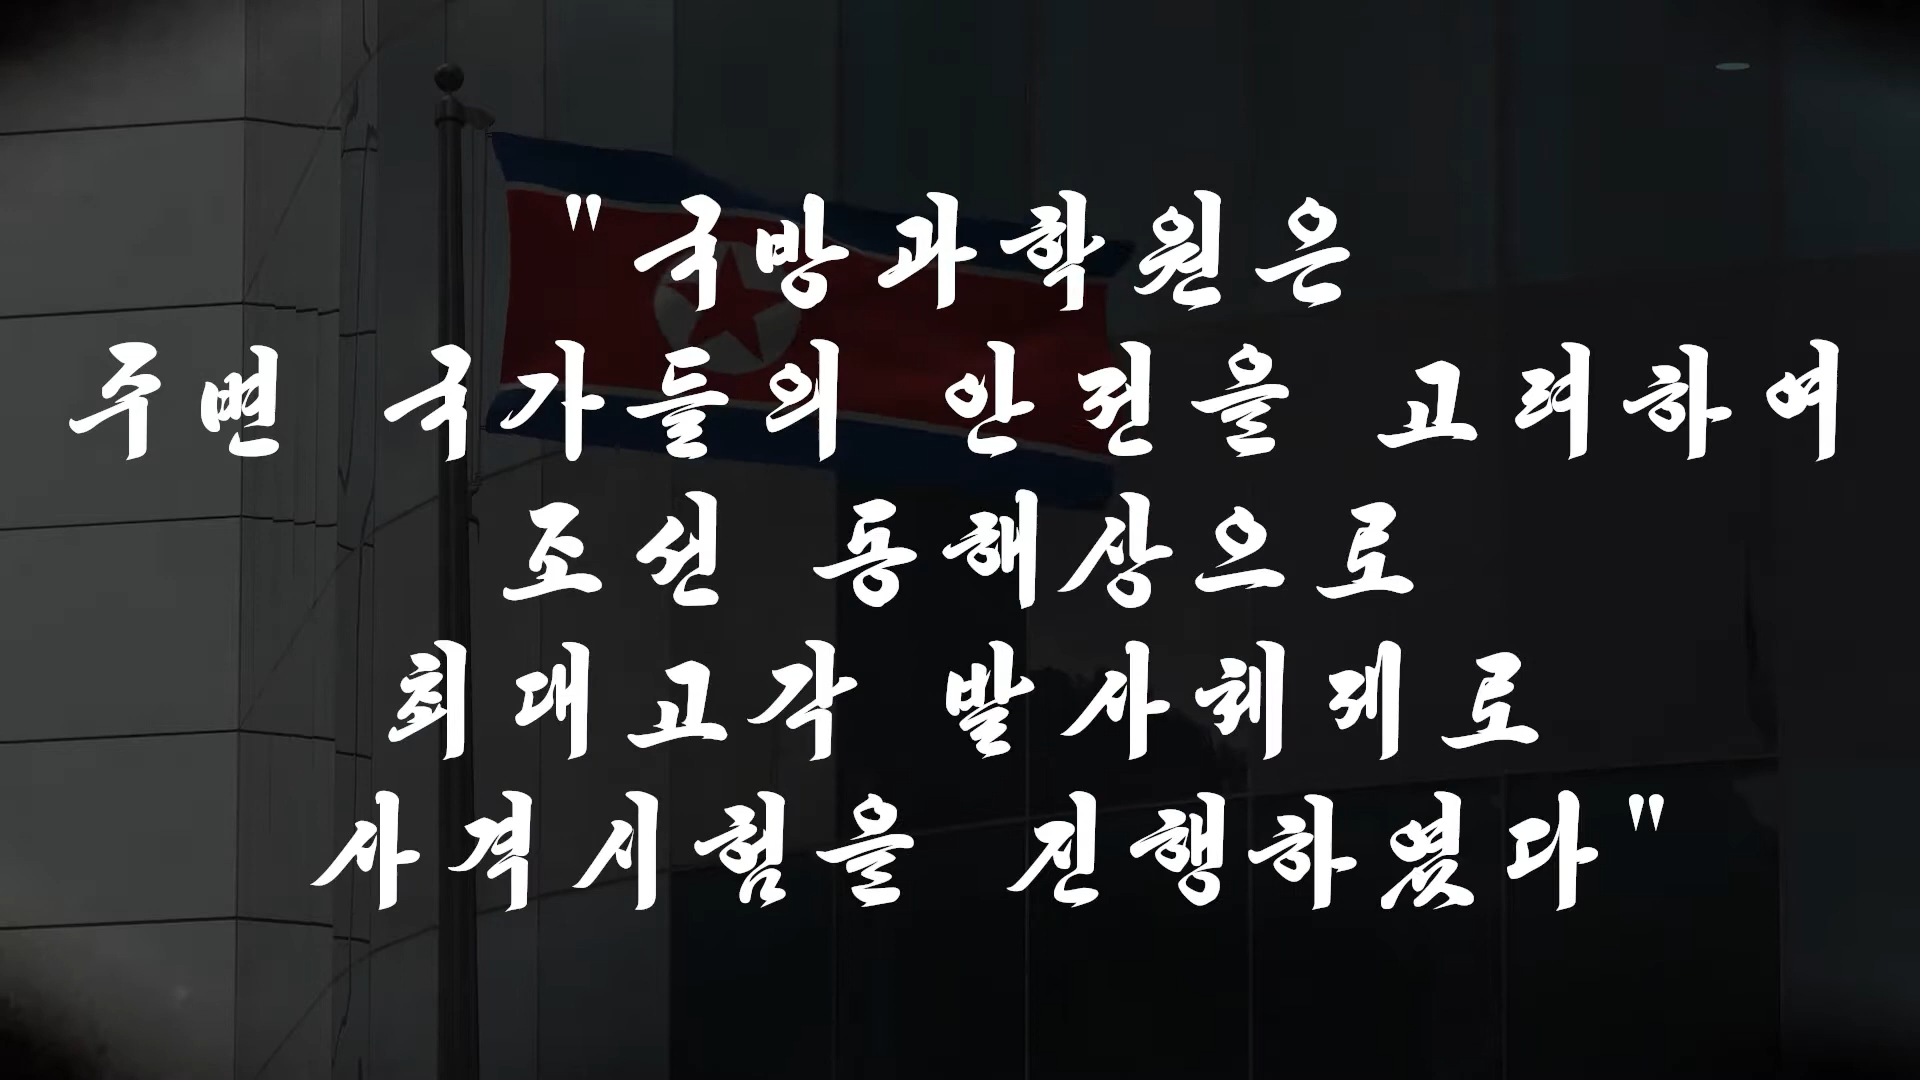 "국방과학원은
주변 국가들의 안전을 고려하여
조선 동해상으로
최대고각 발사체제로
사격시험을 진행하였다"